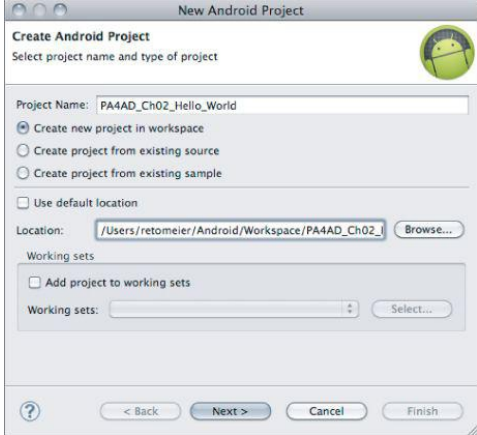 New Android Project
Create Android Project
Select project name and type of project
Project Name: PA4AD_Ch02_Hello_World
Create new project in workspace
Create project from existing source
Create project from existing sample
Use default location
Location: /Users/retomeier/Android/Workspace/PA4AD_Ch02_ Browse...
Working sets
Add project to working sets
Working sets: Select...
? < Back Next > Cancel Finish